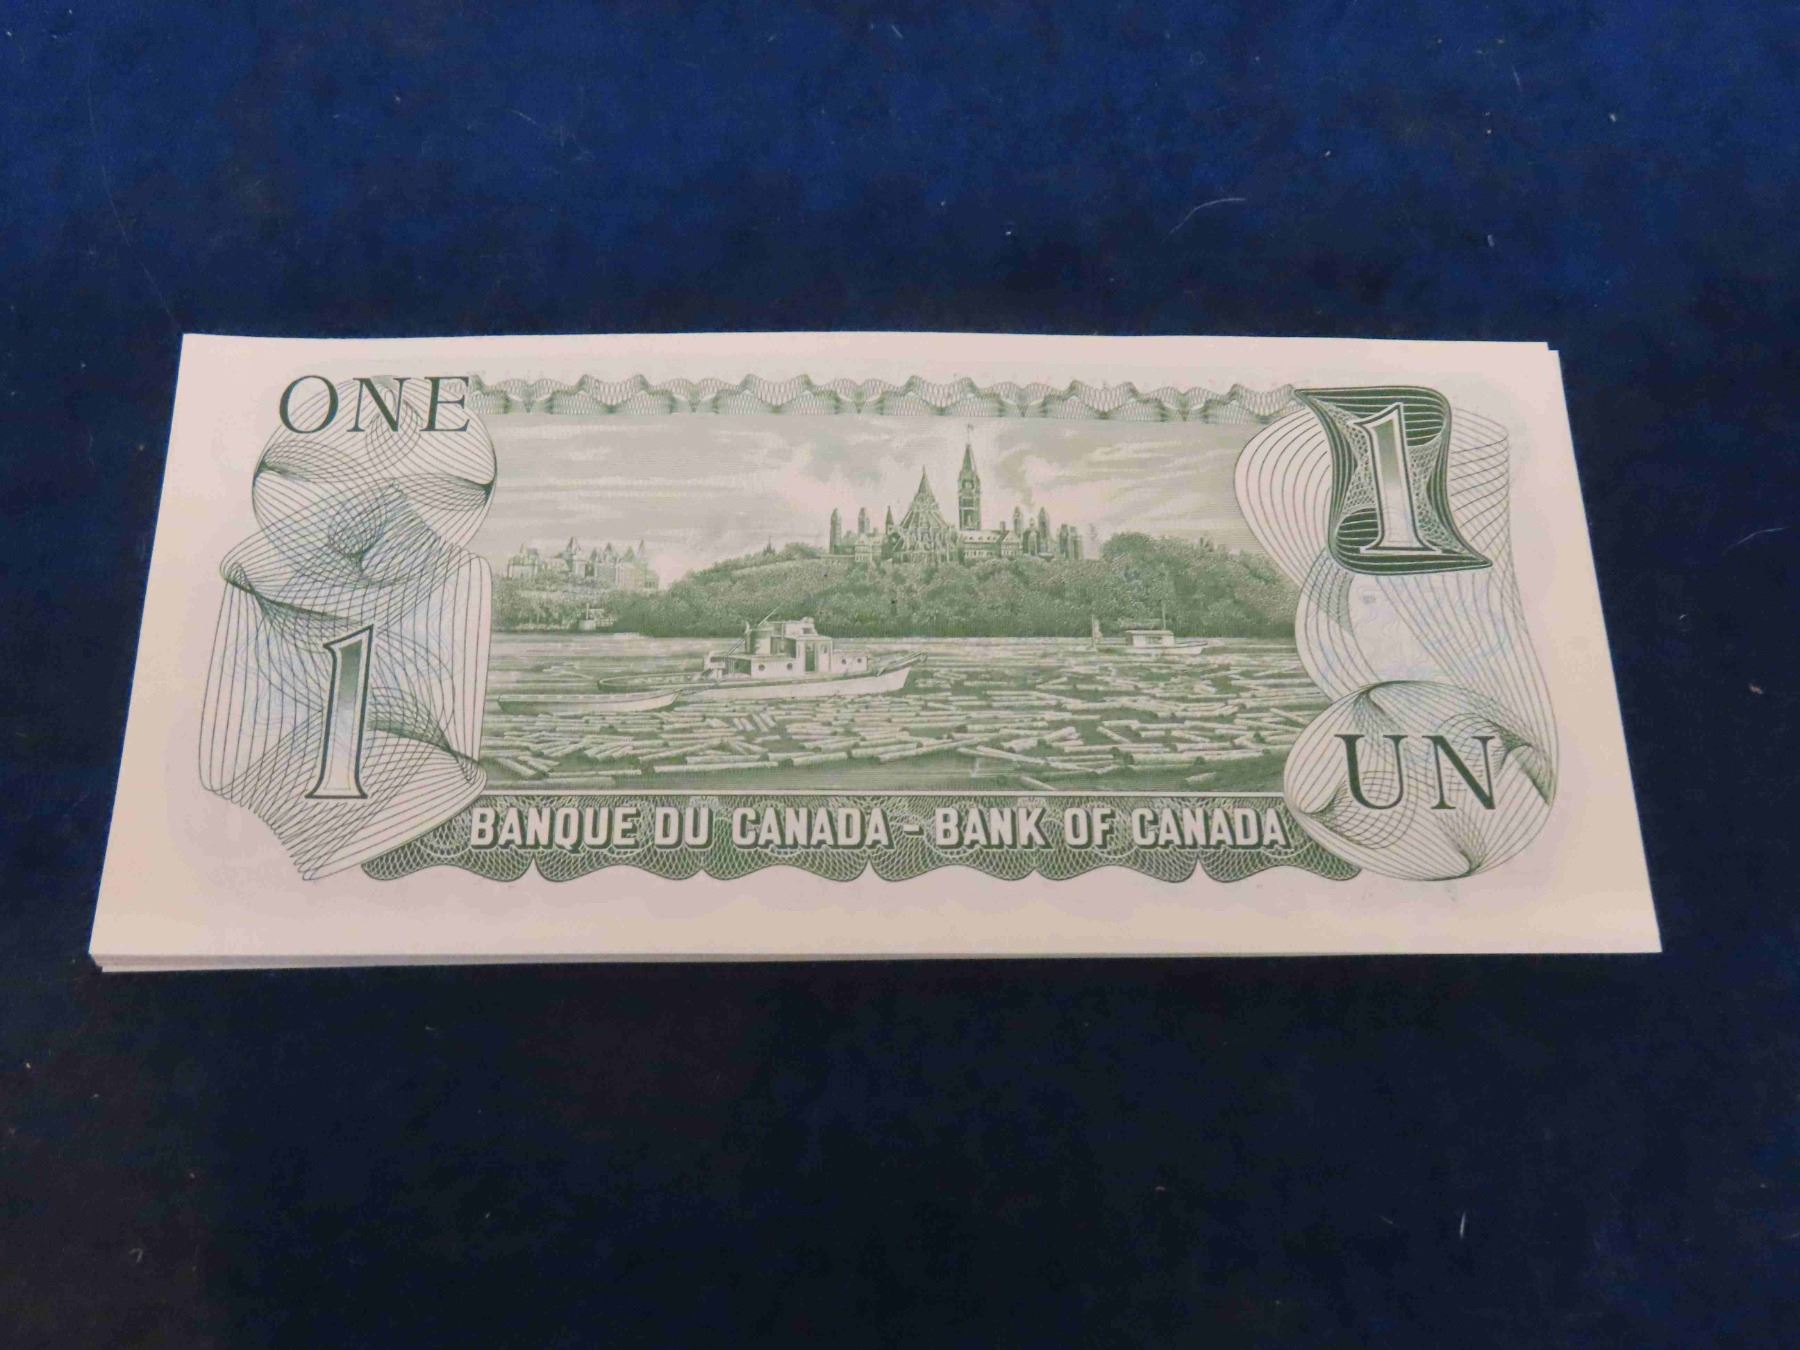 ONE
1
1
UN
BANQUE DU CANADA - BANK OF CANADA